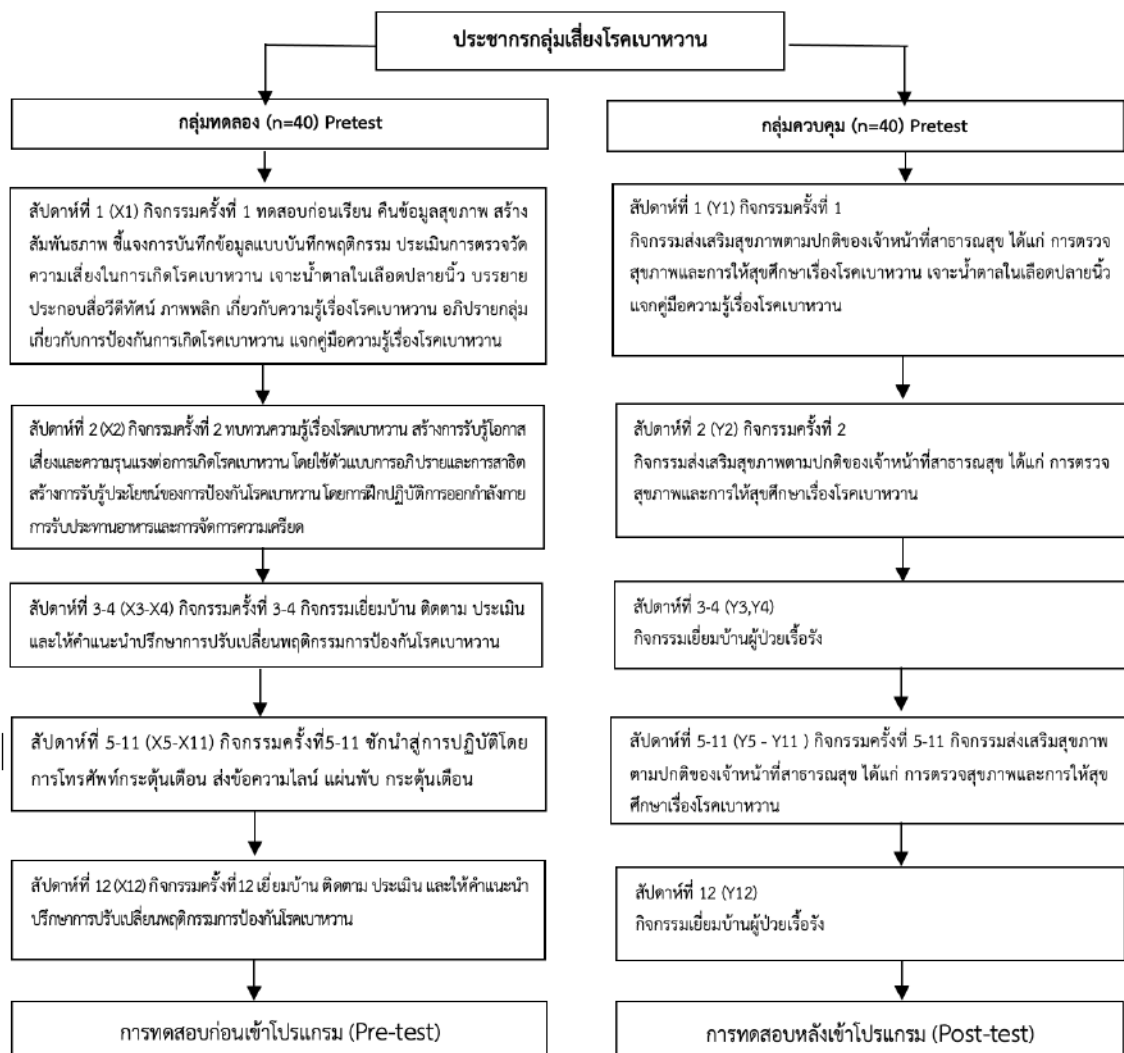 ประชากรกลุ่มเสี่ยงโรคเบาหวาน
กลุ่มทดลอง (n=40) Pretest
สัปดาห์ที่ 1 (X1) กิจกรรมครั้งที่ 1 ทดสอบก่อนเรียน คืนข้อมูลสุขภาพ สร้าง
สัมพันธภาพ ชี้แจงการบันทึกข้อมูลแบบบันทึกพฤติกรรม ประเมินการตรวจวัด
ความเสี่ยงในการเกิดโรคเบาหวาน เจาะน้ำตาลในเลือดปลายนิ้ว บรรยาย
ประกอบสื่อวีดีทัศน์ ภาพพลิก เกี่ยวกับความรู้เรื่องโรคเบาหวาน อภิปรายกลุ่ม
เกี่ยวกับการป้องกันการเกิดโรคเบาหวาน แจกคู่มือความรู้เรื่องโรคเบาหวาน
สัปดาห์ที่ 2 (X2) กิจกรรมครั้งที่ 2 ทบทวนความรู้เรื่องโรคเบาหวาน สร้างการรับรู้โอกาส
เสี่ยงและความรุนแรงต่อการเกิดโรคเบาหวาน โดยใช้ตัวแบบการอภิปรายและการสาธิต
สร้างการรับรู้ประโยชน์ของการป้องกันโรคเบาหวาน โดยการฝึกปฏิบัติการออกกำลังกาย
การรับประทานอาหารและการจัดการความเครียด
สัปดาห์ที่ 3-4 (X3-X4) กิจกรรมครั้งที่ 3-4 กิจกรรมเยี่ยมบ้าน ติดตาม ประเมิน
และให้คำแนะนำปรึกษาการปรับเปลี่ยนพฤติกรรมการป้องกันโรคเบาหวาน
สัปดาห์ที่ 5-11 (X5-X11) กิจกรรมครั้งที่5-11 ชักนำสู่การปฏิบัติโดย
การโทรศัพท์กระตุ้นเตือน ส่งข้อความไลน์ แผ่นพับ กระตุ้นเตือน
สัปดาห์ที่ 12 (X12) กิจกรรมครั้งที่12 เยี่ยมบ้าน ติดตาม ประเมิน และให้คำแนะนำ
ปรึกษาการปรับเปลี่ยนพฤติกรรมการป้องกันโรคเบาหวาน
การทดสอบก่อนเข้าโปรแกรม (Pre-test)
กลุ่มควบคุม (n=40) Pretest
สัปดาห์ที่ 1 (Y1) กิจกรรมครั้งที่ 1
กิจกรรมส่งเสริมสุขภาพตามปกติของเจ้าหน้าที่สาธารณสุข ได้แก่ การตรวจ
สุขภาพและการให้สุขศึกษาเรื่องโรคเบาหวาน เจาะน้ำตาลในเลือดปลายนิ้ว
แจกคู่มือความรู้เรื่องโรคเบาหวาน
สัปดาห์ที่ 2 (Y2) กิจกรรมครั้งที่ 2
กิจกรรมส่งเสริมสุขภาพตามปกติของเจ้าหน้าที่สาธารณสุข ได้แก่ การตรวจ
สุขภาพและการให้สุขศึกษาเรื่องโรคเบาหวาน
สัปดาห์ที่ 3-4 (Y3,Y4)
กิจกรรมเยี่ยมบ้านผู้ป่วยเรื้อรัง
สัปดาห์ที่ 5-11 (Y5 - Y11 ) กิจกรรมครั้งที่ 5-11 กิจกรรมส่งเสริมสุขภาพ
ตามปกติของเจ้าหน้าที่สาธารณสุข ได้แก่ การตรวจสุขภาพและการให้สุข
ศึกษาเรื่องโรคเบาหวาน
สัปดาห์ที่ 12 (Y12)
กิจกรรมเยี่ยมบ้านผู้ป่วยเรื้อรัง
การทดสอบหลังเข้าโปรแกรม (Post-test)